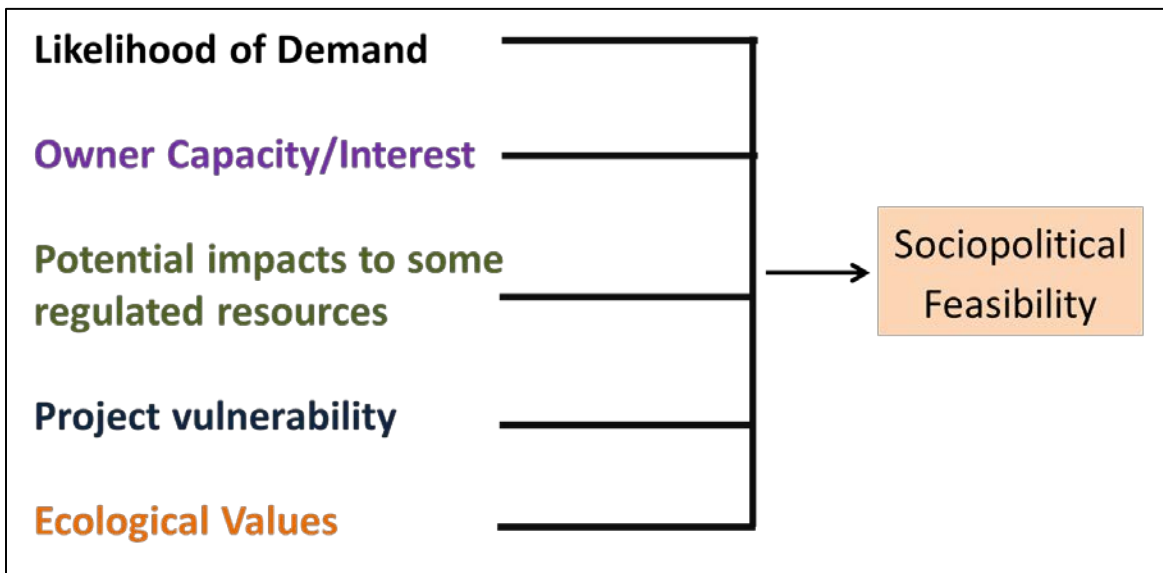 Likelihood of Demand
Owner Capacity/Interest
Potential impacts to some
regulated resources
Project vulnerability
Ecological Values
Sociopolitical
Feasibility